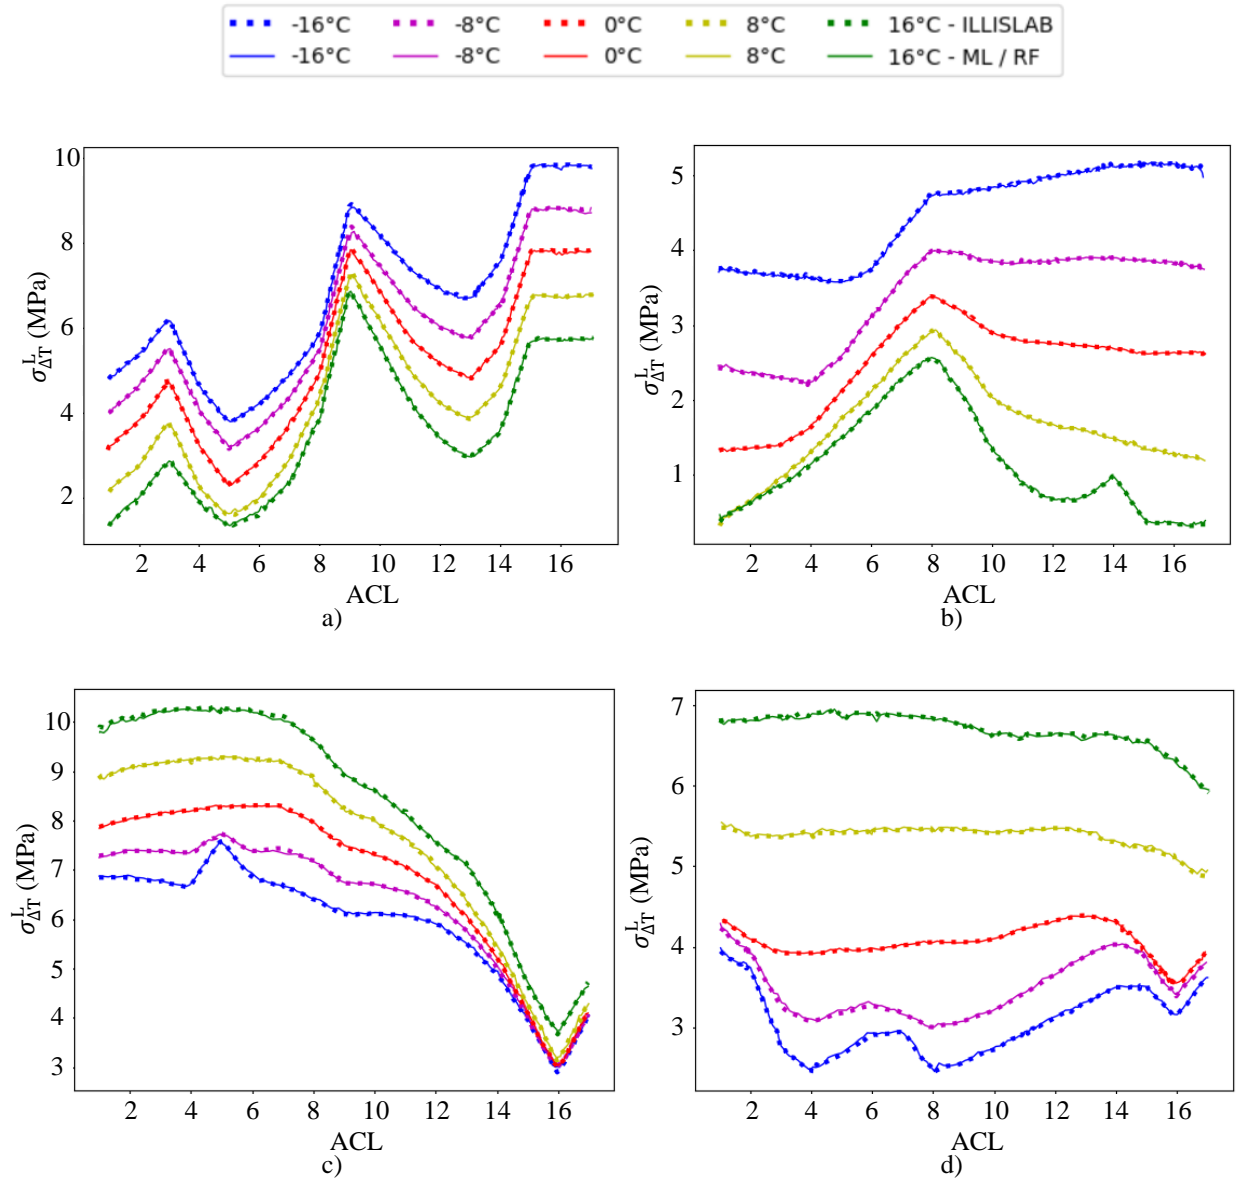 -16°C -8°C 0°C 8°C 16°C - ILLISLAB
-16°C -8°C 0°C 8°C 16°C - ML / RF
10
8
6
4
2
σ^L_ΔT (MPa)
2 4 6 8 10 12 14 16
ACL
a)
5
4
3
2
1
σ^L_ΔT (MPa)
2 4 6 8 10 12 14 16
ACL
b)
10
9
8
7
6
5
4
3
σ^L_ΔT (MPa)
2 4 6 8 10 12 14 16
ACL
c)
7
6
5
4
3
σ^L_ΔT (MPa)
2 4 6 8 10 12 14 16
ACL
d)